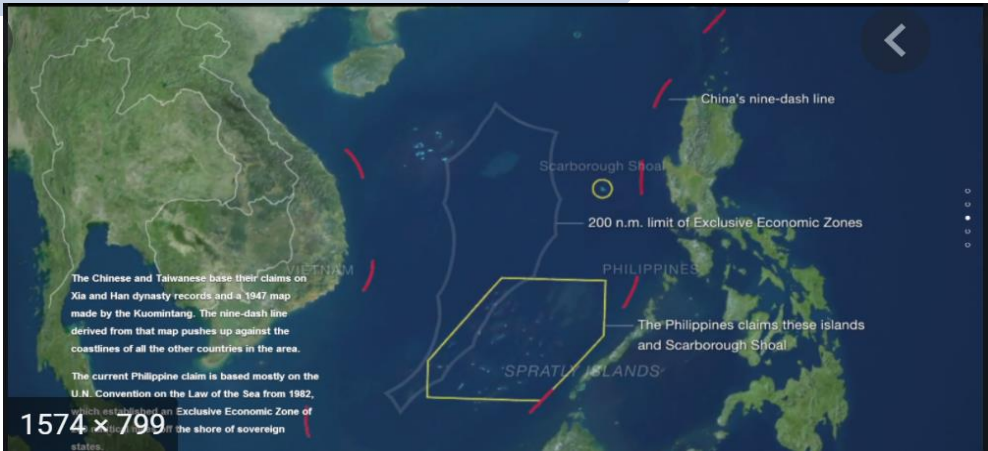 China's nine-dash line
Scarborough Shoal
200 n.m. limit of Exclusive Economic Zones
VIETNAM
PHILIPPINES
The Chinese and Taiwanese base their claims on
Xia and Han dynasty records and a 1947 map
made by the Kuomintang. The nine-dash line
derived from that map pushes up against the
coastlines of all the other countries in the area.
The Philippines claims these islands
and Scarborough Shoal
SPRATLY ISLANDS
The current Philippine claim is based mostly on the
U.N. Convention on the Law of the Sea from 1982,
which established an Exclusive Economic Zone of
off the shore of sovereign
states.
1574 × 799